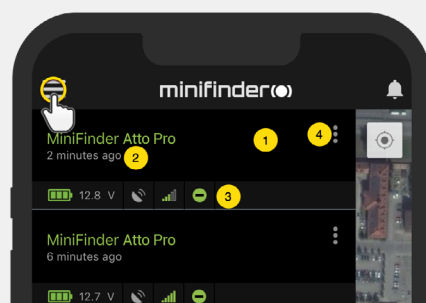 minifinder
MiniFinder Atto Pro
1
4
2 minutes ago
2
12.8 V
3
MiniFinder Atto Pro
6 minutes ago
12.7 V